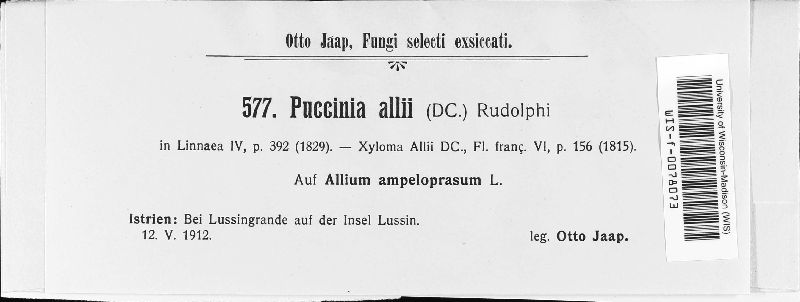 Otto Jaap, Fungi selecti exsiccati.
577. Puccinia allii (DC.) Rudolphi
in Linnaea IV, p. 392 (1829). — Xyloma Allii DC., Fl. franç. VI, p. 156 (1815).
Auf Allium ampeloprasum L.
Istrien: Bei Lussingrande auf der Insel Lussin.
12. V. 1912.
leg. Otto Jaap.
University of Wisconsin-Madison (WIS)
WIS-f-0078073